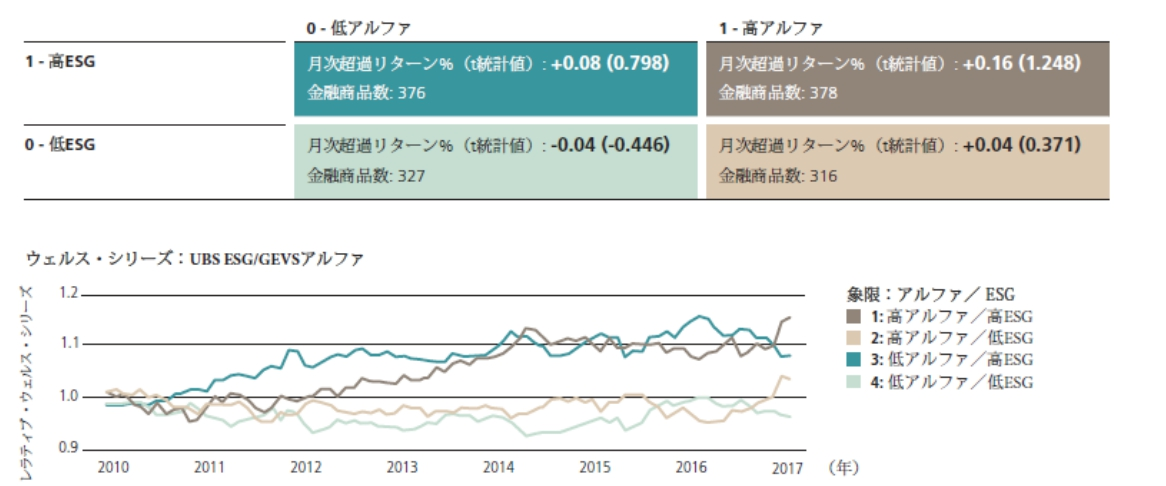 0 - 低アルファ
1 - 高アルファ
1 - 高ESG
月次超過リターン%（t統計値）: +0.08 (0.798)
金融商品数: 376
月次超過リターン%（t統計値）: +0.16 (1.248)
金融商品数: 378
0 - 低ESG
月次超過リターン%（t統計値）: -0.04 (-0.446)
金融商品数: 327
月次超過リターン%（t統計値）: +0.04 (0.371)
金融商品数: 316
ウェルス・シリーズ：UBS ESG/GEVSアルファ
レラティブ・ウェルス・シリーズ
1.2
1.1
1.0
0.9
2010 2011 2012 2013 2014 2015 2016 2017 （年）
象限：アルファ／ ESG
1: 高アルファ／高ESG
2: 高アルファ／低ESG
3: 低アルファ／高ESG
4: 低アルファ／低ESG